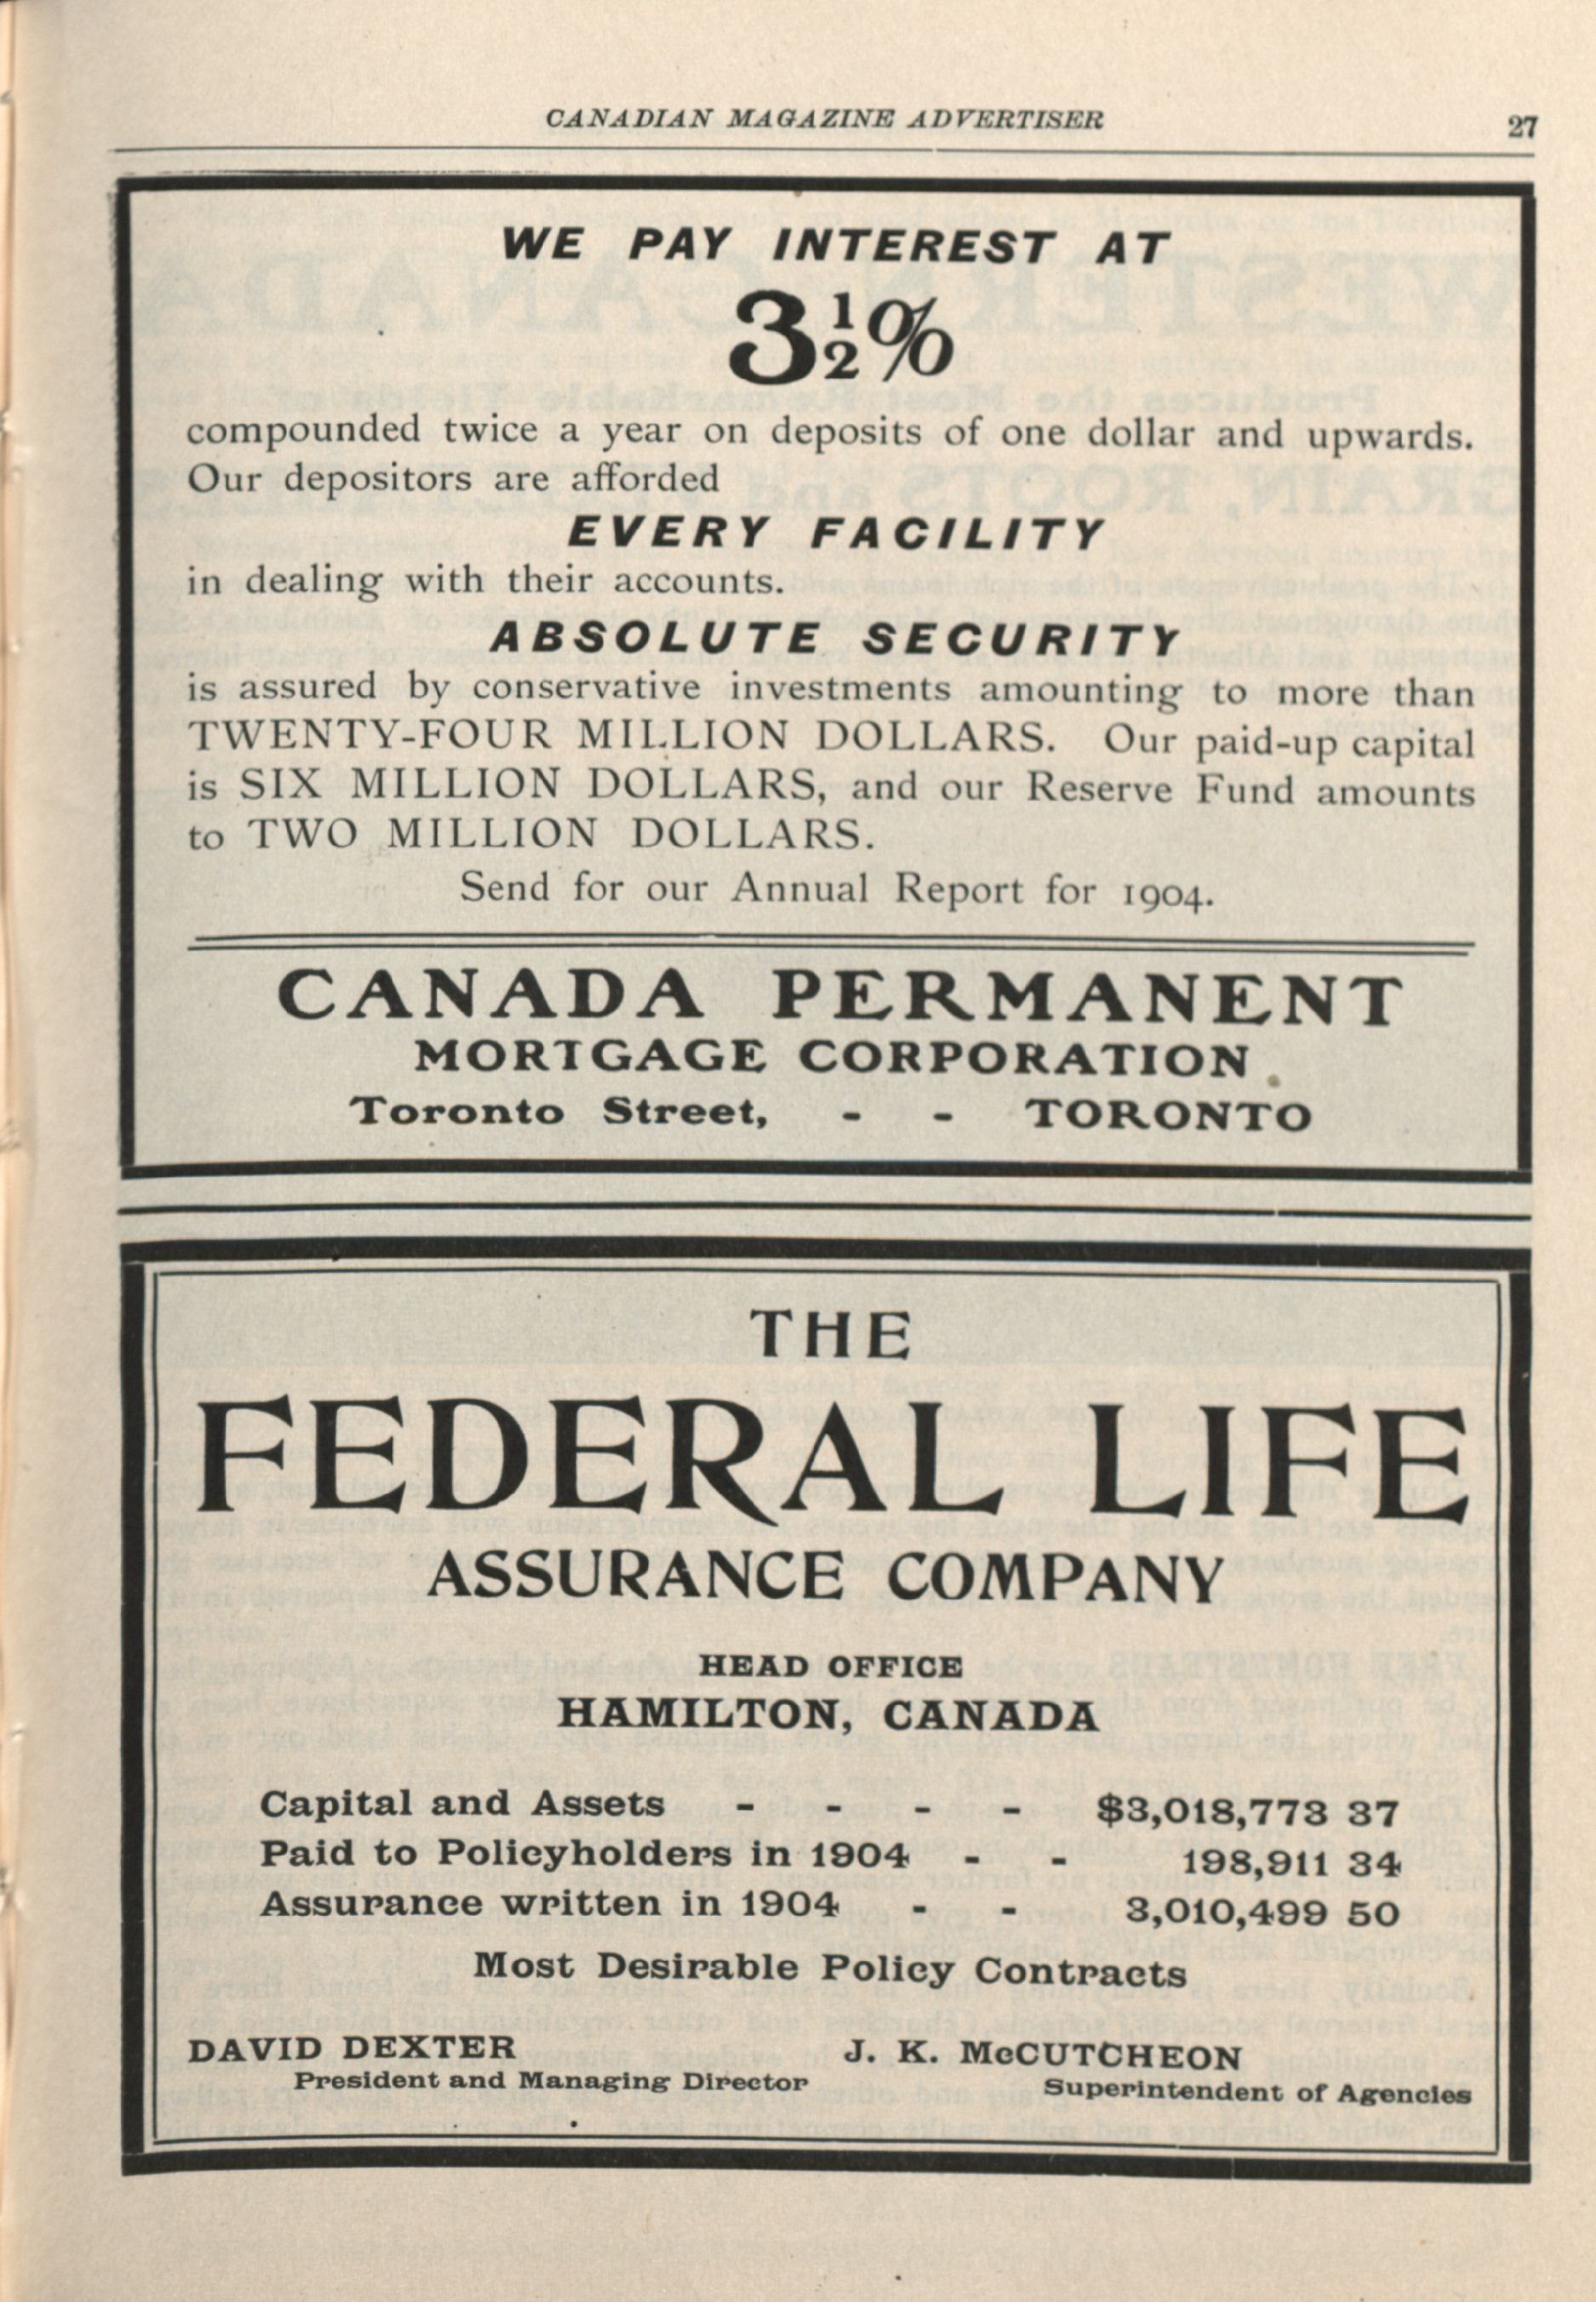 CANADIAN MAGAZINE ADVERTISER 27
WE PAY INTEREST AT
3½%
compounded twice a year on deposits of one dollar and upwards.
Our depositors are afforded
EVERY FACILITY
in dealing with their accounts.
ABSOLUTE SECURITY
is assured by conservative investments amounting to more than
TWENTY-FOUR MILLION DOLLARS. Our paid-up capital
is SIX MILLION DOLLARS, and our Reserve Fund amounts
to TWO MILLION DOLLARS.
Send for our Annual Report for 1904.
CANADA PERMANENT
MORTGAGE CORPORATION
Toronto Street, - - TORONTO
THE
FEDERAL LIFE
ASSURANCE COMPANY
HEAD OFFICE
HAMILTON, CANADA
Capital and Assets - - - - $3,018,773 37
Paid to Policyholders in 1904 - - 198,911 34
Assurance written in 1904 - - 3,010,499 50
Most Desirable Policy Contracts
DAVID DEXTER J. K. McCUTCHEON
President and Managing Director Superintendent of Agencies